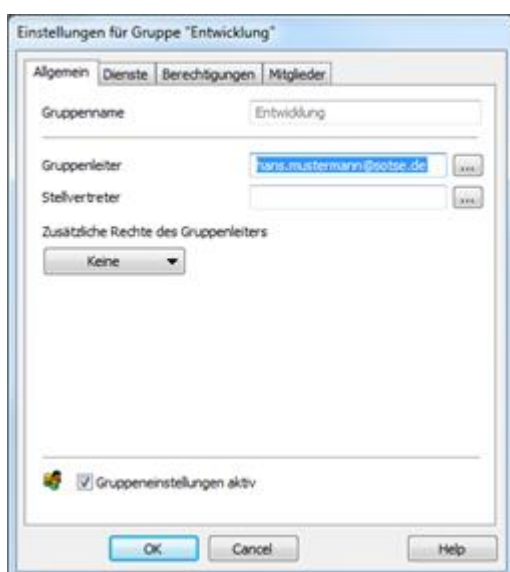 Einstellungen für Gruppe "Entwicklung"
Allgemein Dienste Berechtigungen Mitglieder
Gruppenname Entwicklung
Gruppenleiter hans.mustermann@sotse.de ...
Stellvertreter ...
Zusätzliche Rechte des Gruppenleiters
Keine
Gruppeneinstellungen aktiv
OK Cancel Help